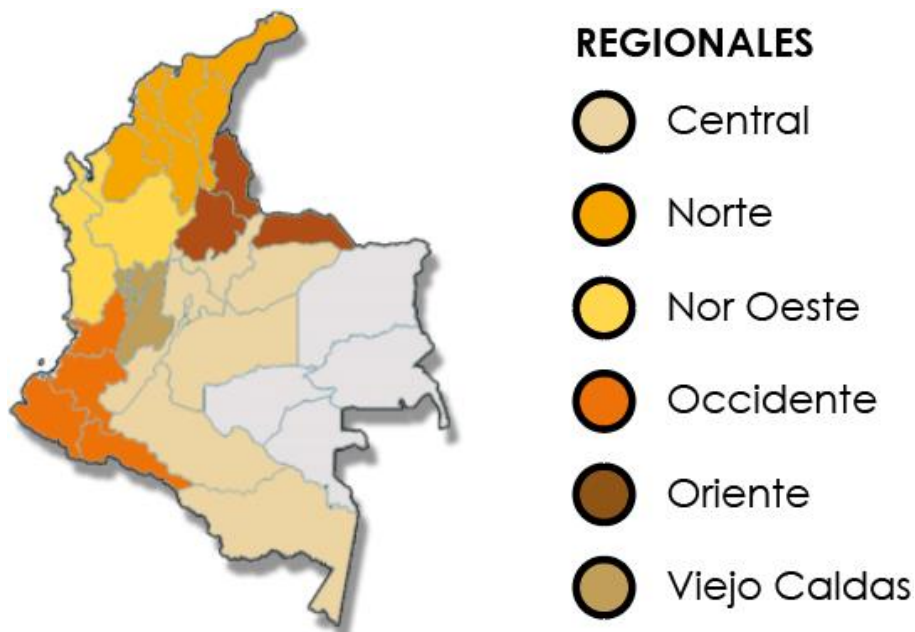 REGIONALES
Central
Norte
Nor Oeste
Occidente
Oriente
Viejo Caldas